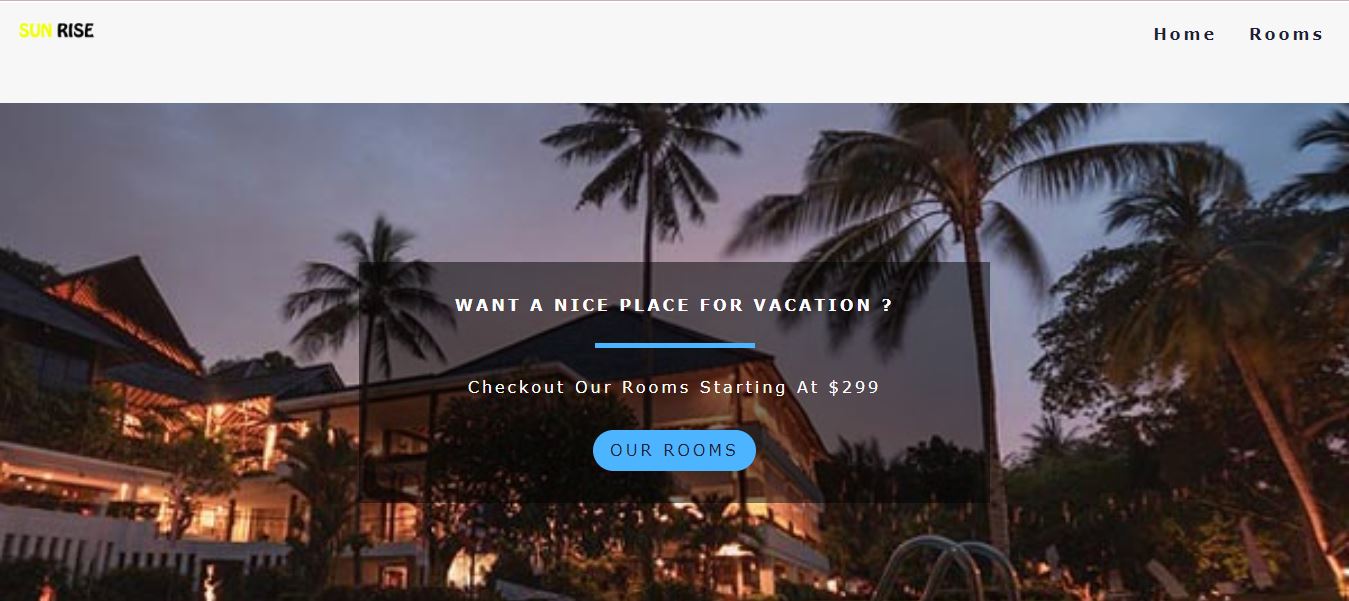 SUN RISE
Home Rooms
WANT A NICE PLACE FOR VACATION ?
Checkout Our Rooms Starting At $299
OUR ROOMS